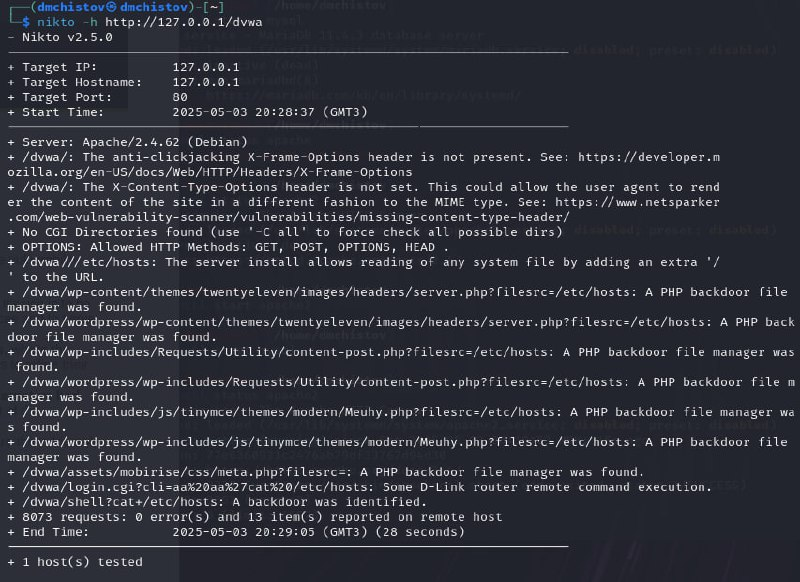 (dmchistov㉿dmchistov)-[~]
$ nikto -h http://127.0.0.1/dvwa
- Nikto v2.5.0
+ Target IP: 127.0.0.1
+ Target Hostname: 127.0.0.1
+ Target Port: 80
+ Start Time: 2025-05-03 20:28:37 (GMT3)
+ Server: Apache/2.4.62 (Debian)
+ /dvwa/: The anti-clickjacking X-Frame-Options header is not present. See: https://developer.m
ozilla.org/en-US/docs/Web/HTTP/Headers/X-Frame-Options
+ /dvwa/: The X-Content-Type-Options header is not set. This could allow the user agent to rend
er the content of the site in a different fashion to the MIME type. See: https://www.netsparker
.com/web-vulnerability-scanner/vulnerabilities/missing-content-type-header/
+ No CGI Directories found (use '-C all' to force check all possible dirs)
+ OPTIONS: Allowed HTTP Methods: GET, POST, OPTIONS, HEAD .
+ /dvwa///etc/hosts: The server install allows reading of any system file by adding an extra '/
' to the URL.
+ /dvwa/wp-content/themes/twentyeleven/images/headers/server.php?filesrc=/etc/hosts: A PHP backdoor file
manager was found.
+ /dvwa/wordpress/wp-content/themes/twentyeleven/images/headers/server.php?filesrc=/etc/hosts: A PHP back
door file manager was found.
+ /dvwa/wp-includes/Requests/Utility/content-post.php?filesrc=/etc/hosts: A PHP backdoor file manager was
found.
+ /dvwa/wordpress/wp-includes/Requests/Utility/content-post.php?filesrc=/etc/hosts: A PHP backdoor file m
anager was found.
+ /dvwa/wp-includes/js/tinymce/themes/modern/Meuhy.php?filesrc=/etc/hosts: A PHP backdoor file manager wa
s found.
+ /dvwa/wordpress/wp-includes/js/tinymce/themes/modern/Meuhy.php?filesrc=/etc/hosts: A PHP backdoor file
manager was found.
+ /dvwa/assets/mobirise/css/meta.php?filesrc=: A PHP backdoor file manager was found.
+ /dvwa/login.cgi?cli=aa%20aa%27cat%20/etc/hosts: Some D-Link router remote command execution.
+ /dvwa/shell?cat+/etc/hosts: A backdoor was identified.
+ 8073 requests: 0 error(s) and 13 item(s) reported on remote host
+ End Time: 2025-05-03 20:29:05 (GMT3) (28 seconds)
+ 1 host(s) tested